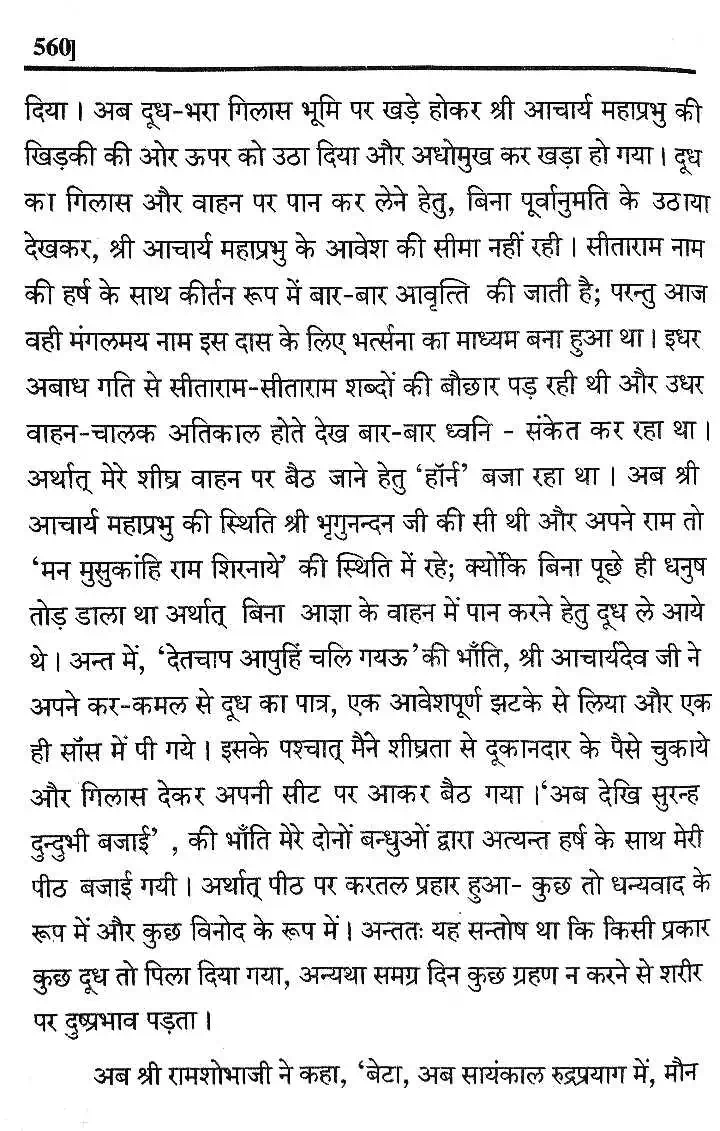 560]
दिया। अब दूध-भरा गिलास भूमि पर खड़े होकर श्री आचार्य महाप्रभु की
खिड़की की ओर ऊपर को उठा दिया और अधोमुख कर खड़ा हो गया। दूध
का गिलास और वाहन पर पान कर लेने हेतु, बिना पूर्वानुमति के उठाया
देखकर, श्री आचार्य महाप्रभु के आवेश की सीमा नहीं रही। सीताराम नाम
की हर्ष के साथ कीर्तन रूप में बार-बार आवृत्ति की जाती है; परन्तु आज
वही मंगलमय नाम इस दास के लिए भर्त्सना का माध्यम बना हुआ था। इधर
अबाध गति से सीताराम-सीताराम शब्दों की बौछार पड़ रही थी और उधर
वाहन-चालक अतिकाल होते देख बार-बार ध्वनि - संकेत कर रहा था।
अर्थात् मेरे शीघ्र वाहन पर बैठ जाने हेतु 'हॉर्न' बजा रहा था। अब श्री
आचार्य महाप्रभु की स्थिति श्री भृगुनन्दन जी की सी थी और अपने राम तो
'मन मुसुकांहि राम शिरनाये' की स्थिति में रहे; क्योंकि बिना पूछे ही धनुष
तोड़ डाला था अर्थात् बिना आज्ञा के वाहन में पान करने हेतु दूध ले आये
थे। अन्त में, 'देतचाप आपुहिं चलि गयऊ' की भाँति, श्री आचार्यदेव जी ने
अपने कर-कमल से दूध का पात्र, एक आवेशपूर्ण झटके से लिया और एक
ही साँस में पी गये। इसके पश्चात् मैंने शीघ्रता से दूकानदार के पैसे चुकाये
और गिलास देकर अपनी सीट पर आकर बैठ गया।'अब देखि सुरन्ह
दुन्दुभी बजाई' , की भाँति मेरे दोनों बन्धुओं द्वारा अत्यन्त हर्ष के साथ मेरी
पीठ बजाई गयी। अर्थात् पीठ पर करतल प्रहार हुआ- कुछ तो धन्यवाद के
रूप में और कुछ विनोद के रूप में। अन्ततः यह सन्तोष था कि किसी प्रकार
कुछ दूध तो पिला दिया गया, अन्यथा समग्र दिन कुछ ग्रहण न करने से शरीर
पर दुष्प्रभाव पड़ता।
अब श्री रामशोभाजी ने कहा, 'बेटा, अब सायंकाल रुद्रप्रयाग में, मौन